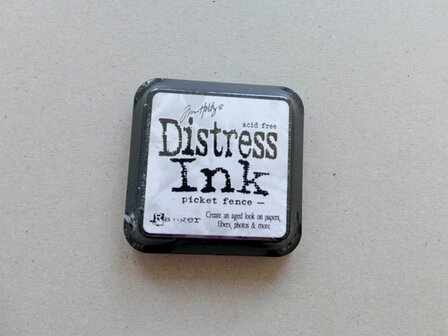 Tim Holtz
acid free
Distress
Ink
picket fence —
Ranger
Create an aged look on papers,
fibers, photos & more.